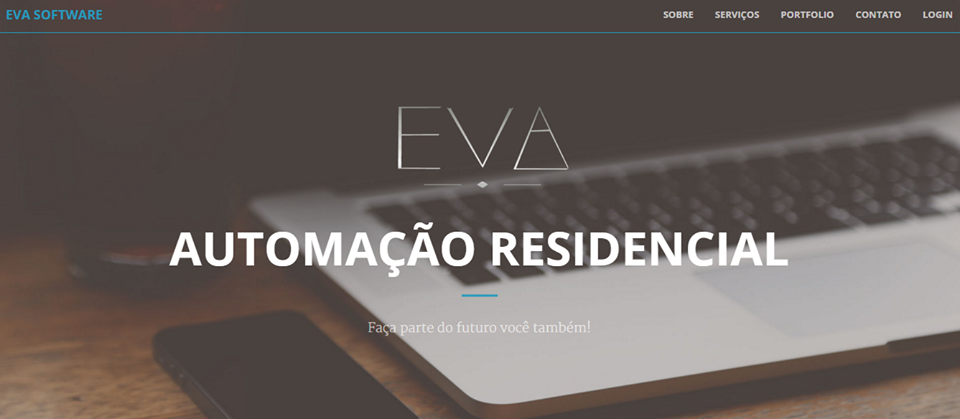 EVA SOFTWARE
SOBRE SERVIÇOS PORTFOLIO CONTATO LOGIN
EVA
AUTOMAÇÃO RESIDENCIAL
Faça parte do futuro você também!